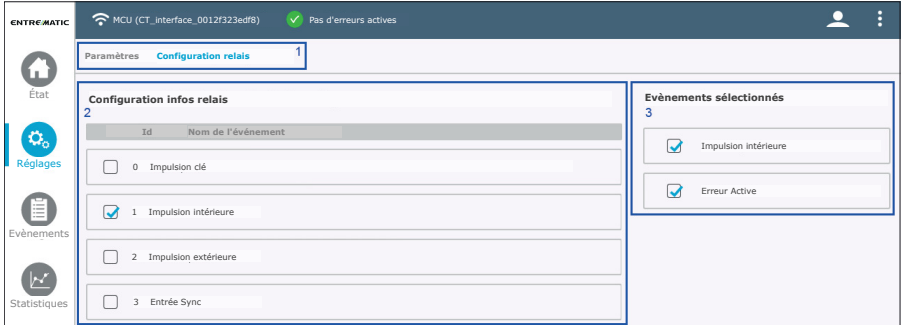 ENTREMATIC
MCU (CT_interface_0012f323edf8)
Pas d'erreurs actives
État
Réglages
Evènements
Statistiques
Paramètres Configuration relais 1
Configuration infos relais
2
Id Nom de l'événement
0 Impulsion clé
1 Impulsion intérieure
2 Impulsion extérieure
3 Entrée Sync
Evènements sélectionnés
3
Impulsion intérieure
Erreur Active